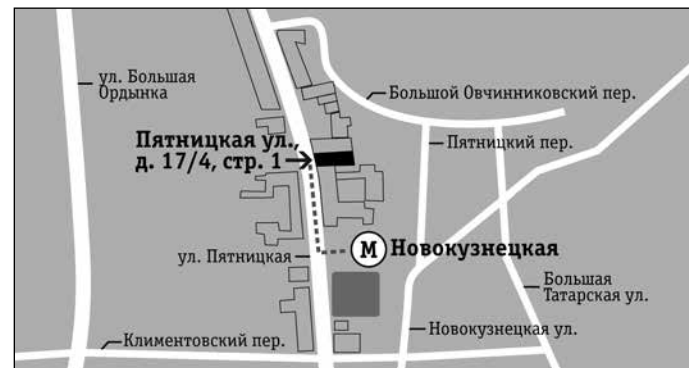 ул. Большая
Ордынка
Большой Овчинниковский пер.
Пятницкая ул.,
д. 17/4, стр. 1
Пятницкий пер.
ул. Пятницкая
М Новокузнецкая
Большая
Татарская ул.
Климентовский пер.
Новокузнецкая ул.